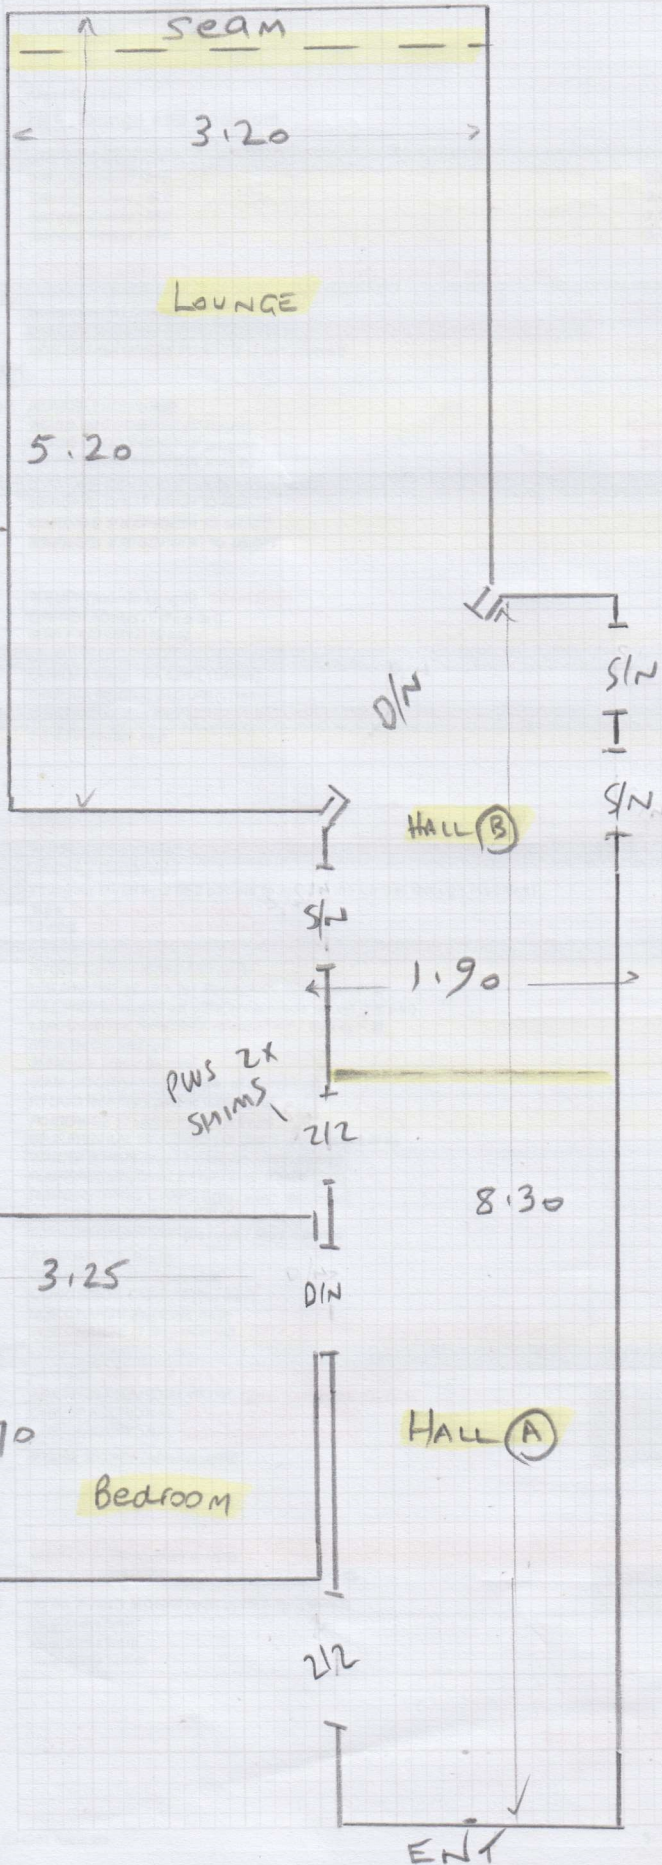 seam
3.20
LOUNGE
5.20
D/N
S/N
S/N
HALL B
S/N
1.90
PWS 2x
SHIMS
2/2
8.30
3.25
D/N
HALL A
Bedroom
2/2
ENT